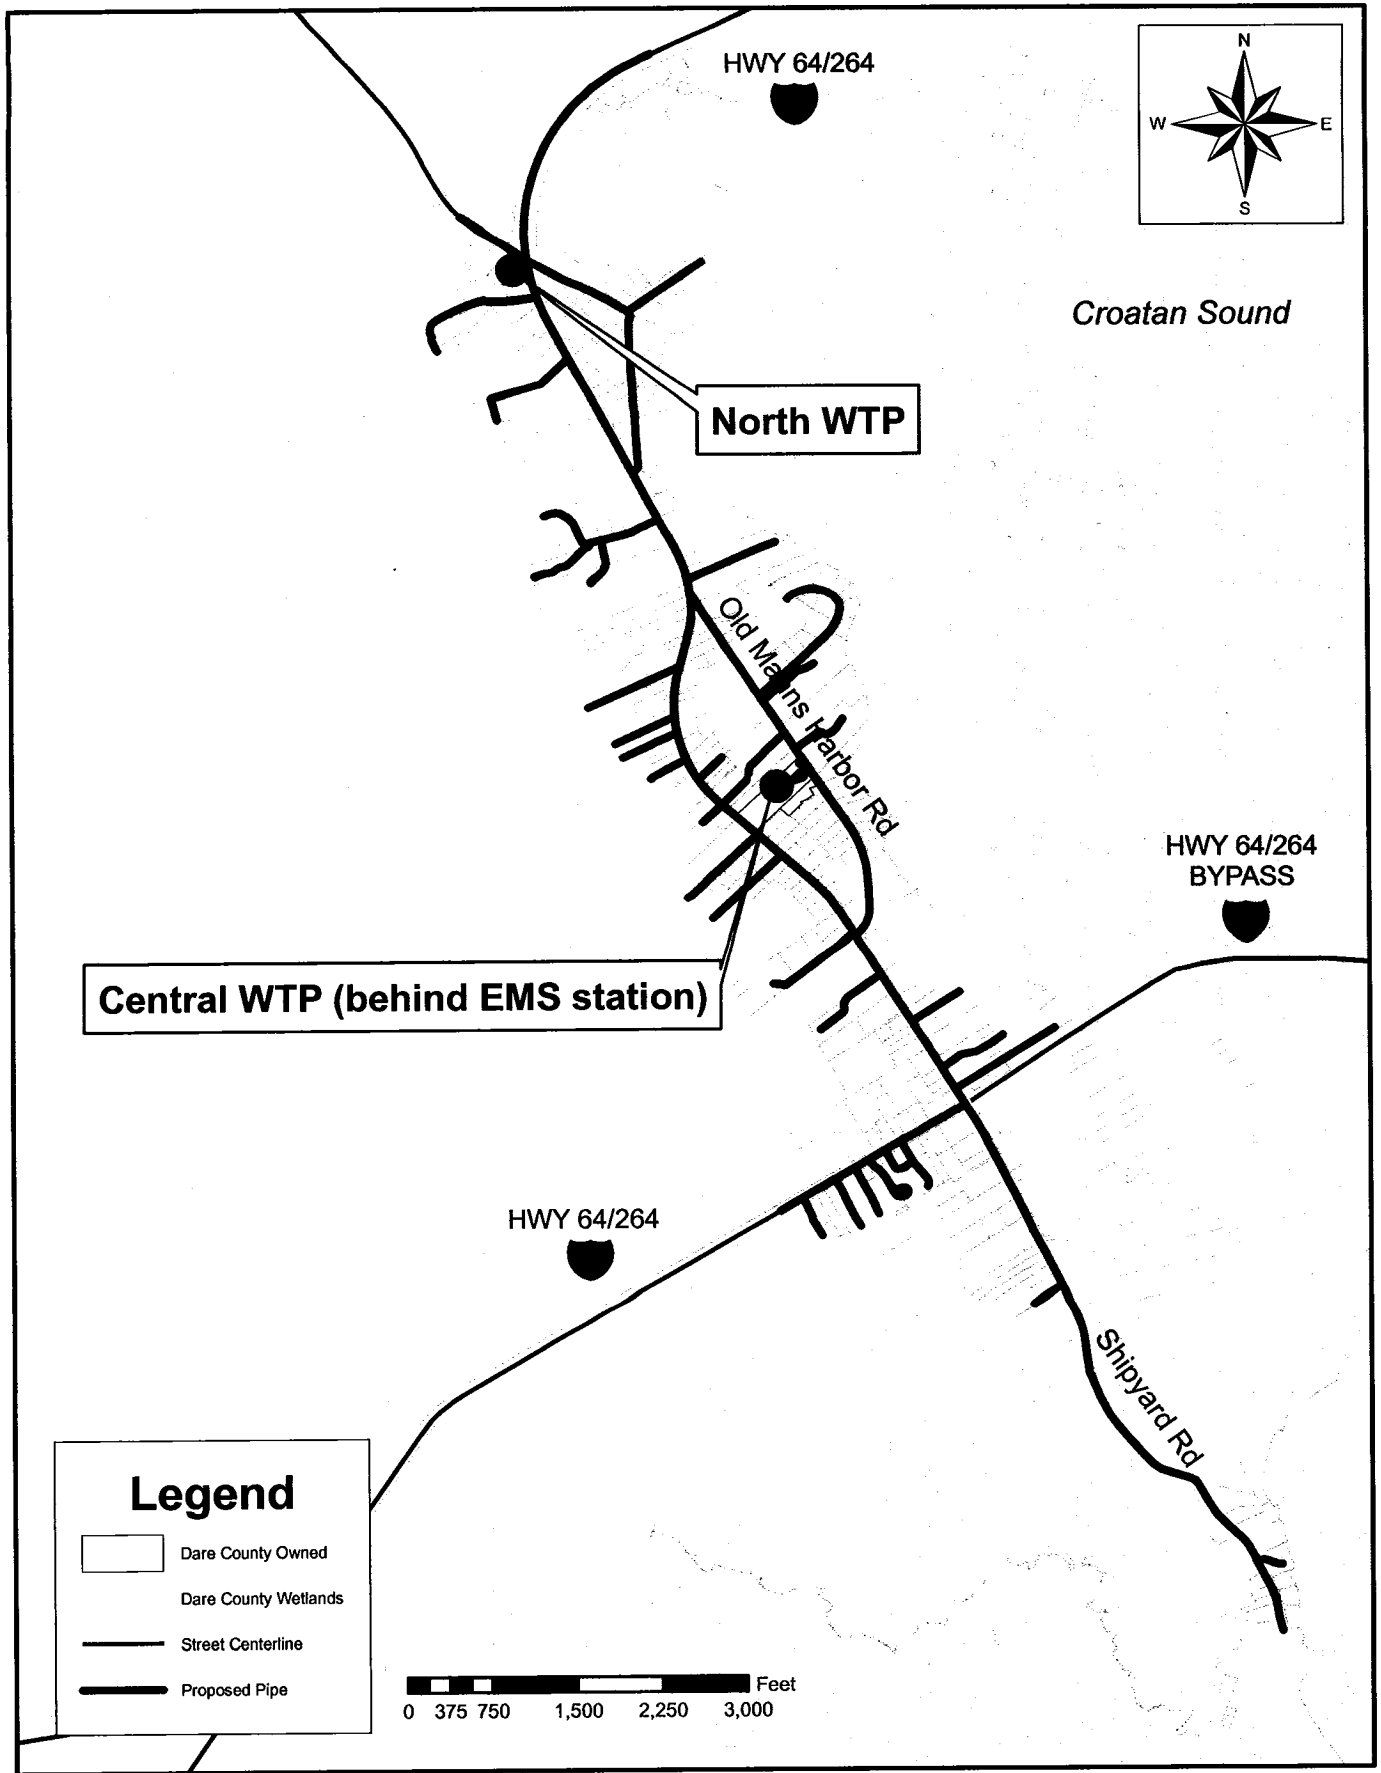 HWY 64/264
N
W
E
S
Croatan Sound
North WTP
Old Manns Harbor Rd
HWY 64/264
BYPASS
Central WTP (behind EMS station)
HWY 64/264
Shipyard Rd
Legend
Dare County Owned
Dare County Wetlands
Street Centerline
Proposed Pipe
Feet
0 375 750 1,500 2,250 3,000